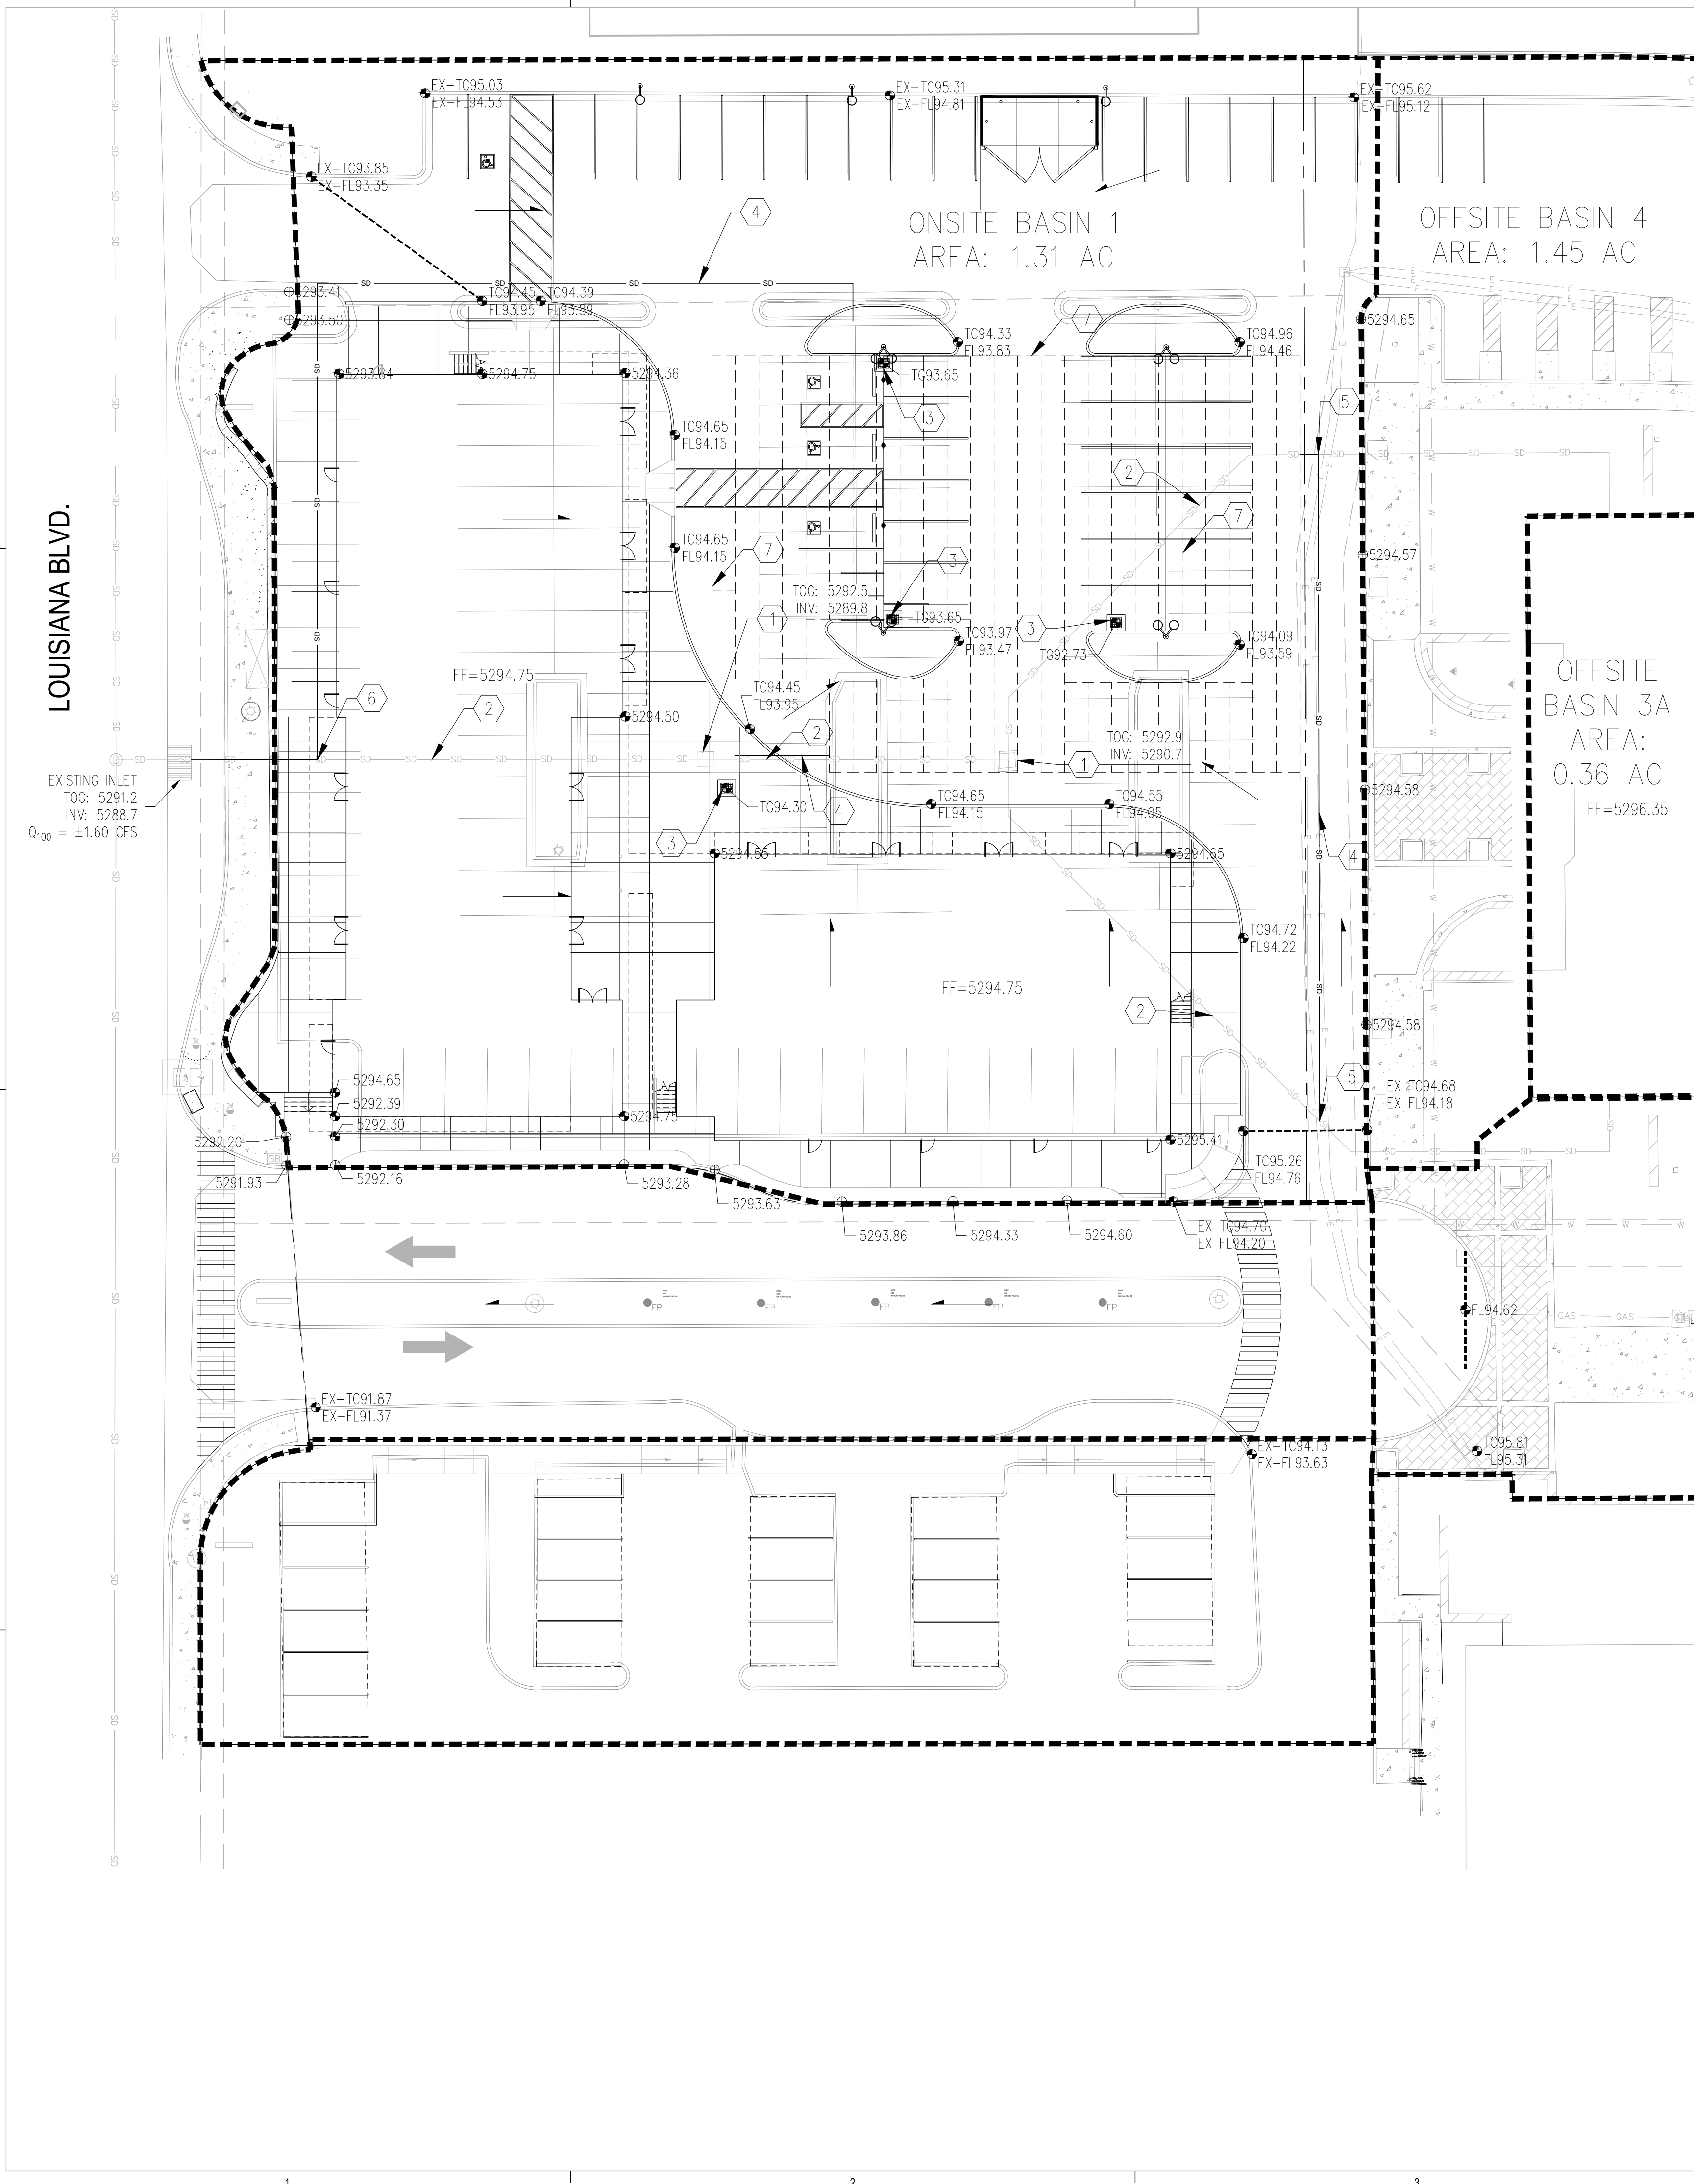 EX-TC95.03
EX-FL94.53
EX-TC95.31
EX-FL94.81
EX-TC95.62
EX-FL95.12
EX-TC93.85
EX-FL93.35
4
ONSITE BASIN 1
AREA: 1.31 AC
OFFSITE BASIN 4
AREA: 1.45 AC
5293.41
5293.50
TC94.45
FL93.95
TC94.39
FL93.89
TC94.33
FL93.83
7
TC94.96
FL94.46
5294.65
5293.84
5294.75
5294.36
TG93.65
13
5
TC94.65
FL94.15
2
7
LOUISIANA BLVD.
TC94.65
FL94.15
7
13
5294.57
TOG: 5292.5
INV: 5289.8
1
TG93.65
3
TG92.73
TC93.97
FL93.47
TC94.09
FL93.59
FF=5294.75
6
2
TC94.45
FL93.95
5294.50
2
OFFSITE
BASIN 3A
AREA:
0.36 AC
FF=5296.35
TOG: 5292.9
INV: 5290.7
1
EXISTING INLET
TOG: 5291.2
INV: 5288.7
Q100 = ±1.60 CFS
TG94.30
3
4
TC94.65
FL94.15
TC94.55
FL94.05
5294.58
5294.65
4
TC94.72
FL94.22
FF=5294.75
2
5294.58
5
5294.65
5292.39
5292.30
5294.75
EX TC94.68
EX FL94.18
5292.20
5291.93
5292.16
5293.28
5293.63
5295.41
TC95.26
FL94.76
5293.86
5294.33
5294.60
EX TC94.70
EX FL94.20
FP
FP
FP
FP
FP
FL94.62
GAS
GAS
EX-TC91.87
EX-FL91.37
EX-TC94.13
EX-FL93.63
TC95.81
FL95.31
1
2
3